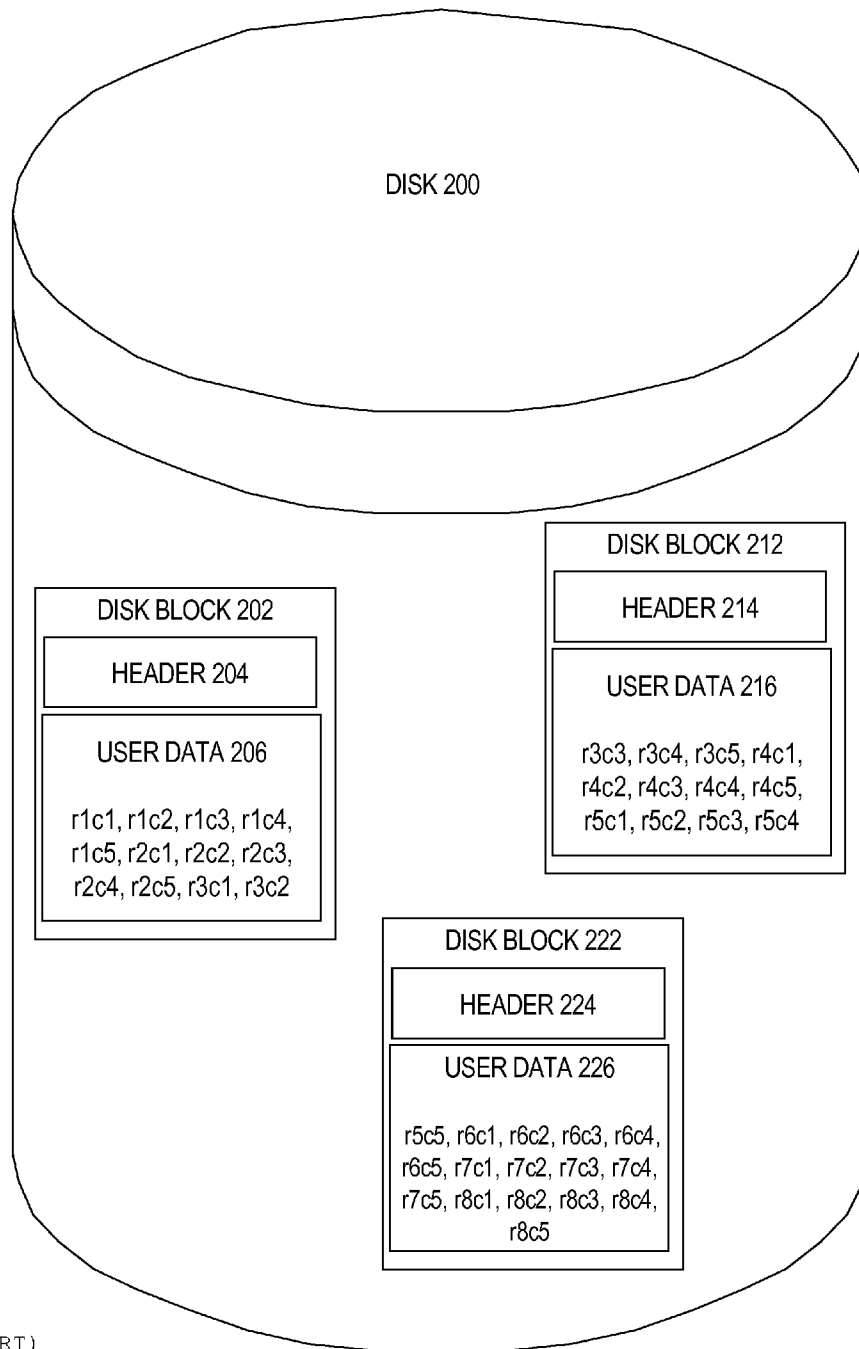 DISK 200
DISK BLOCK 212
HEADER 214
USER DATA 216
r3c3, r3c4, r3c5, r4c1,
r4c2, r4c3, r4c4, r4c5,
r5c1, r5c2, r5c3, r5c4
DISK BLOCK 202
HEADER 204
USER DATA 206
r1c1, r1c2, r1c3, r1c4,
r1c5, r2c1, r2c2, r2c3,
r2c4, r2c5, r3c1, r3c2
DISK BLOCK 222
HEADER 224
USER DATA 226
r5c5, r6c1, r6c2, r6c3, r6c4,
r6c5, r7c1, r7c2, r7c3, r7c4,
r7c5, r8c1, r8c2, r8c3, r8c4,
r8c5
RT)